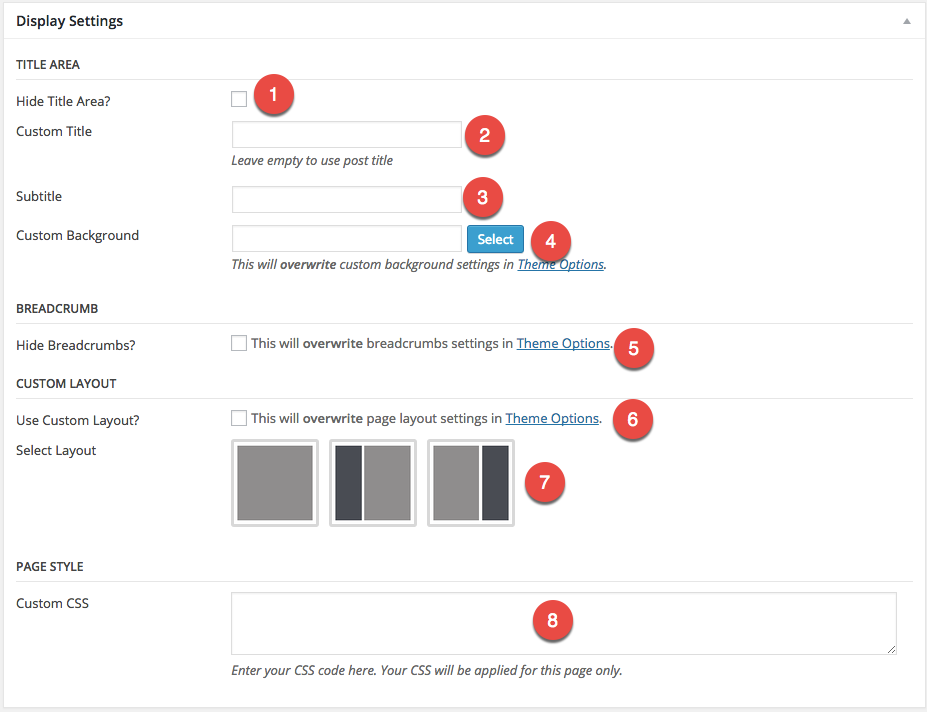 Display Settings
TITLE AREA
Hide Title Area? 1
Custom Title 2
Leave empty to use post title
Subtitle 3
Custom Background Select 4
This will overwrite custom background settings in Theme Options.
BREADCRUMB
Hide Breadcrumbs? This will overwrite breadcrumbs settings in Theme Options. 5
CUSTOM LAYOUT
Use Custom Layout? This will overwrite page layout settings in Theme Options. 6
Select Layout 7
PAGE STYLE
Custom CSS 8
Enter your CSS code here. Your CSS will be applied for this page only.